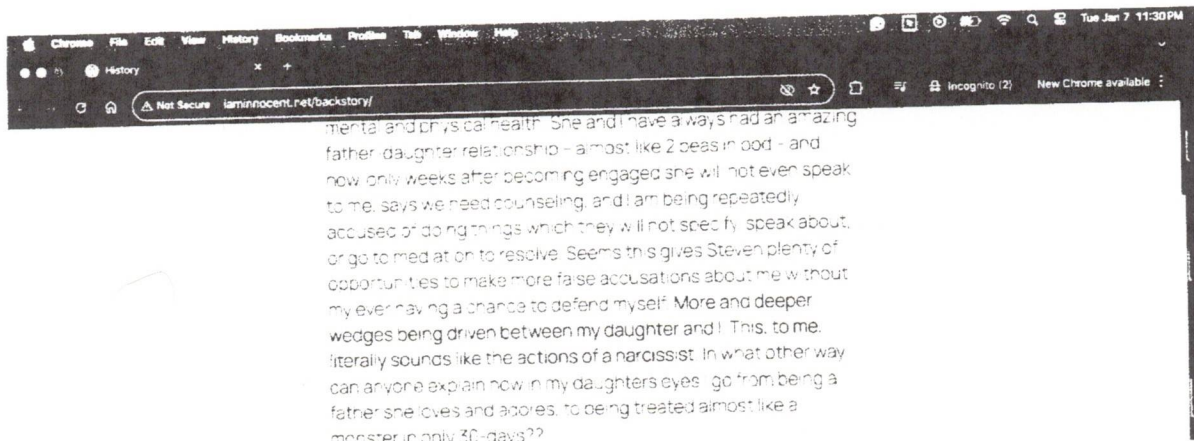 Chrome File Edit View History Bookmarks Profiles Tab Window Help Tue Jan 7 11:30 PM
History × +
Not Secure iaminnocent.net/backstory/ Incognito (2) New Chrome available
mental and physical health. She and I have always had an amazing
father-daughter relationship - almost like 2 peas in pod - and
now only weeks after becoming engaged she will not even speak
to me, says we need counseling, and I am being repeatedly
accused of doing things which they will not specify, speak about,
or go to mediation to resolve. Seems this gives Steven plenty of
opportunities to make more false accusations about me without
my ever having a chance to defend myself. More and deeper
wedges being driven between my daughter and I. This, to me,
literally sounds like the actions of a narcissist. In what other way
can anyone explain how in my daughters eyes I go from being a
father she loves and adores, to being treated almost like a
monster in only 30-days??